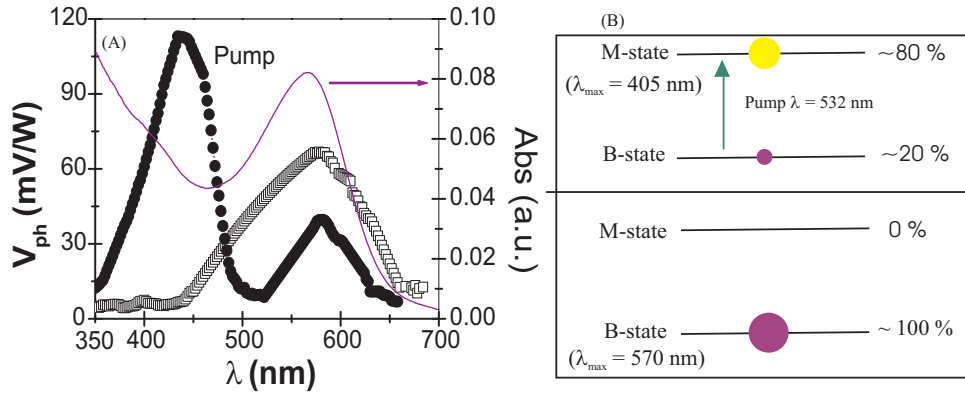 (A)
Pump
120
90
60
30
0
V_ph (mV/W)
0.10
0.08
0.06
0.04
0.02
0.00
Abs (a.u.)
350 400 500 600 700
λ (nm)
(B)
M-state ~80 %
(λ_max = 405 nm)
Pump λ = 532 nm
B-state ~20 %
M-state 0 %
B-state ~ 100 %
(λ_max = 570 nm)